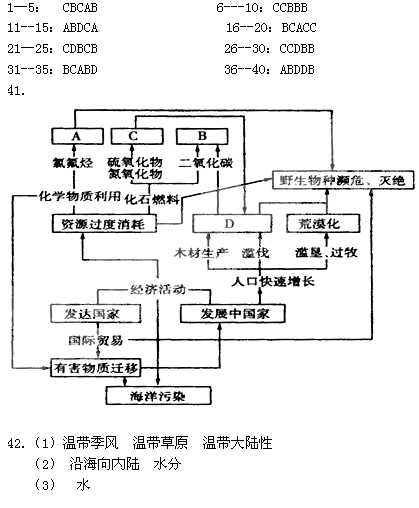 1—5： CBCAB 6---10：CCBBB
11—15：ABDCA 16—20：BCACC
21—25：CDBCB 26—30：CCDBB
31—35：BCABD 36—40：ABDDB
41.
A C B
氯氟烃 硫氧化物 二氧化碳
氮氧化物
野生物种濒危、灭绝
化学物质利用 化石燃料
资源过度消耗 D 荒漠化
木材生产 滥伐 滥垦、过牧
人口快速增长
经济活动
发达国家 发展中国家
国际贸易
有害物质迁移
海洋污染
42.（1）温带季风 温带草原 温带大陆性
（2） 沿海向内陆 水分
（3） 水